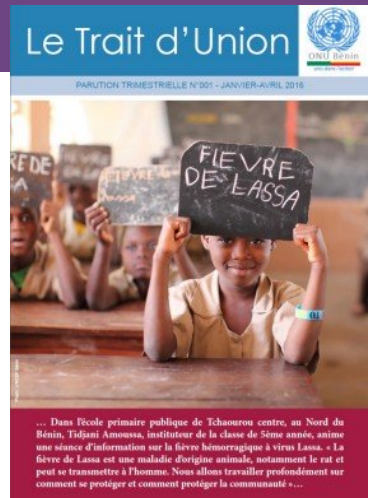 Le Trait d'Union
ONU Bénin
PARUTION TRIMESTRIELLE N°001 - JANVIER-AVRIL 2016
FIEVRE
DE LASSA
... Dans l'école primaire publique de Tchaourou centre, au Nord du
Bénin, Tidjani Amoussa, instituteur de la classe de 5ème année, anime
une séance d'information sur la fièvre hémorragique à virus Lassa. « La
fièvre de Lassa est une maladie d'origine animale, notamment le rat et
peut se transmettre à l'homme. Nous allons travailler profondément sur
comment se protéger et comment protéger la communauté »...